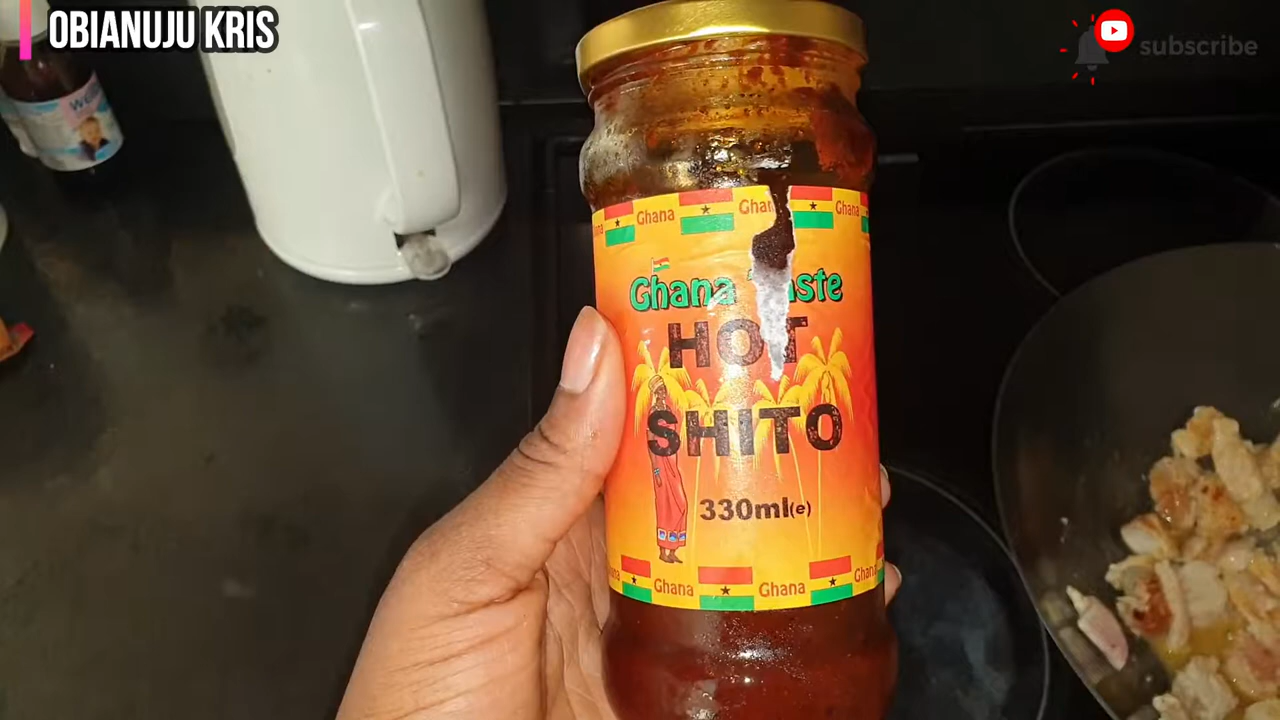 OBIANUJU KRIS
subscribe
Ghana Ghana
Ghana
HOT
SHITO
330ml(e)
Ghana Ghana